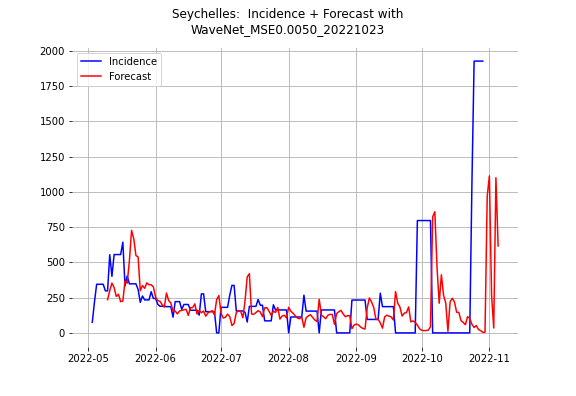 Seychelles:  Incidence + Forecast with
WaveNet_MSE0.0050_20221023
Incidence
Forecast
2000
1750
1500
1250
1000
750
500
250
0
2022-05 2022-06 2022-07 2022-08 2022-09 2022-10 2022-11